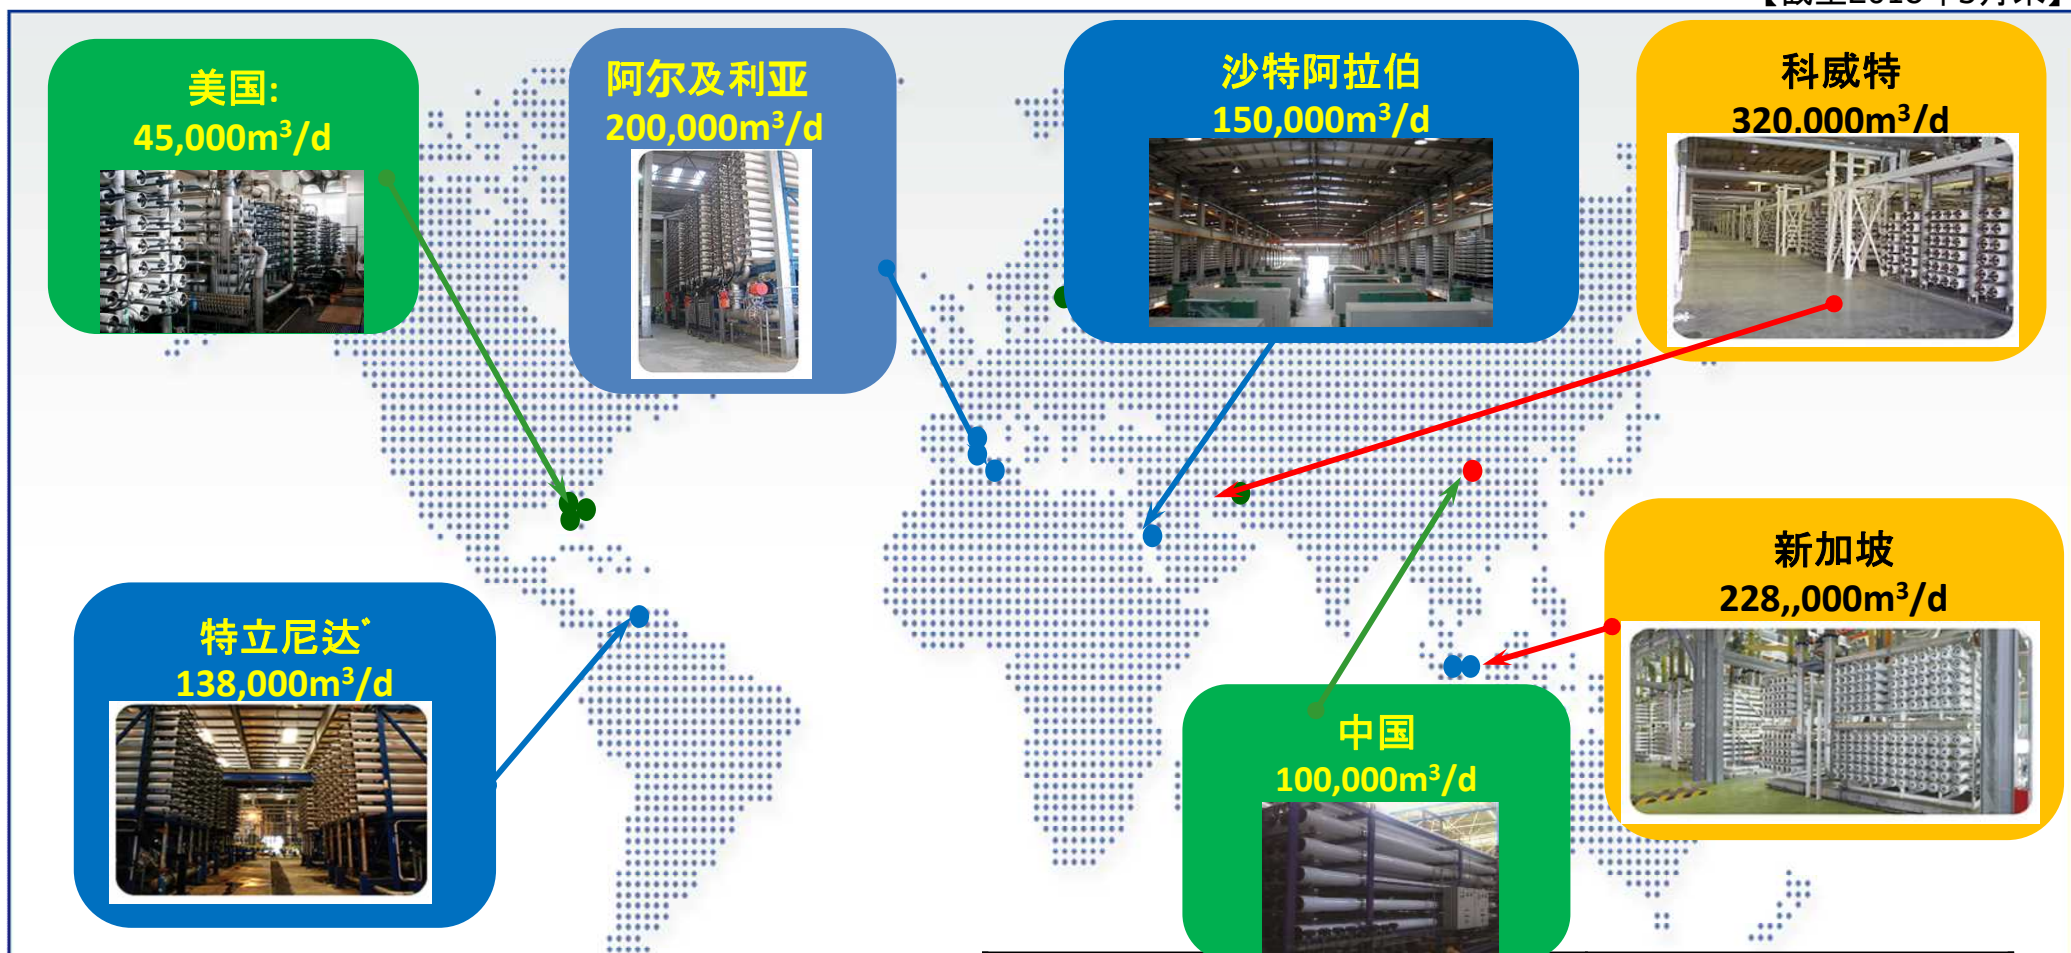 美国:
45,000m³/d
阿尔及利亚
200,000m³/d
沙特阿拉伯
150,000m³/d
科威特
320,000m³/d
特立尼达
138,000m³/d
中国
100,000m³/d
新加坡
228,,000m³/d